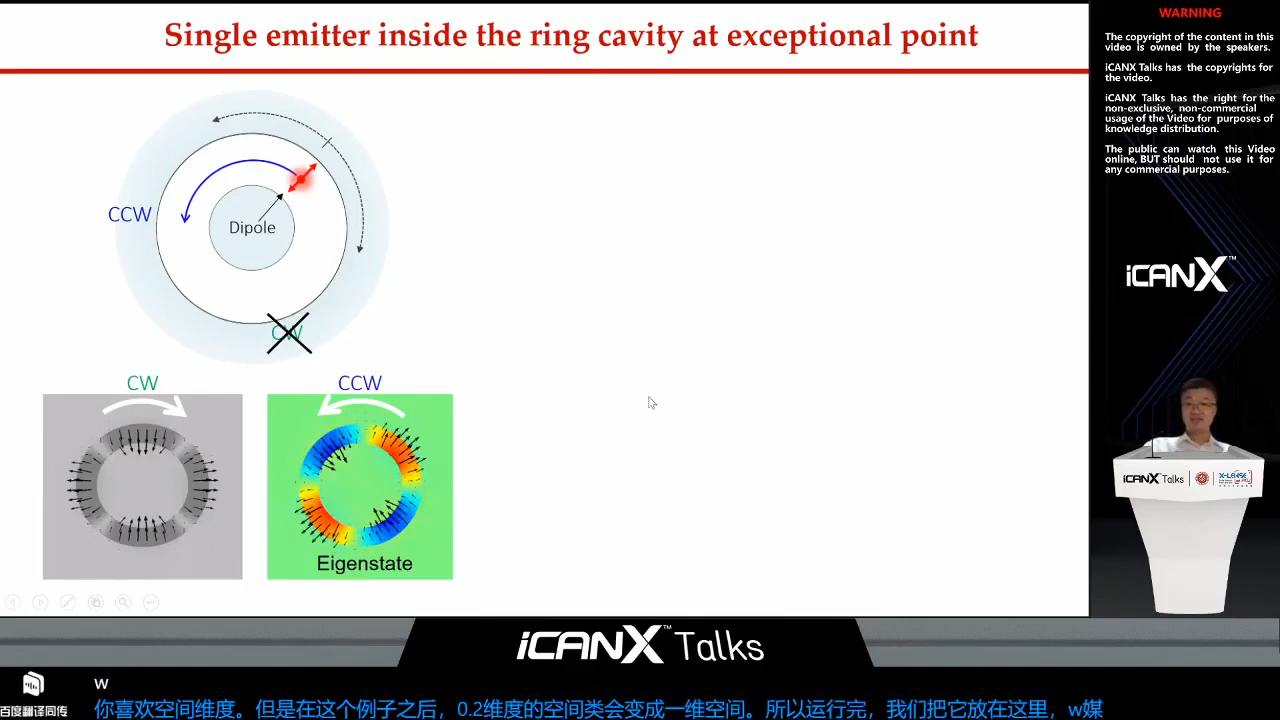 Single emitter inside the ring cavity at exceptional point
CCW
Dipole
CW
CW
CCW
Eigenstate
WARNING
The copyright of the content in this
video is owned by the speakers.
iCANX Talks has the copyrights for
the video.
iCANX Talks has the right for the
non-exclusive, non-commercial
usage of the Video for purposes of
knowledge distribution.
The public can watch this Video
online, BUT should not use it for
any commercial purposes.
iCANX™
iCANX Talks
X-LENSE
iCANX™ Talks
百度翻译同传
w
你喜欢空间维度。但是在这个例子之后，0.2维度的空间类会变成一维空间。所以运行完，我们把它放在这里，w媒